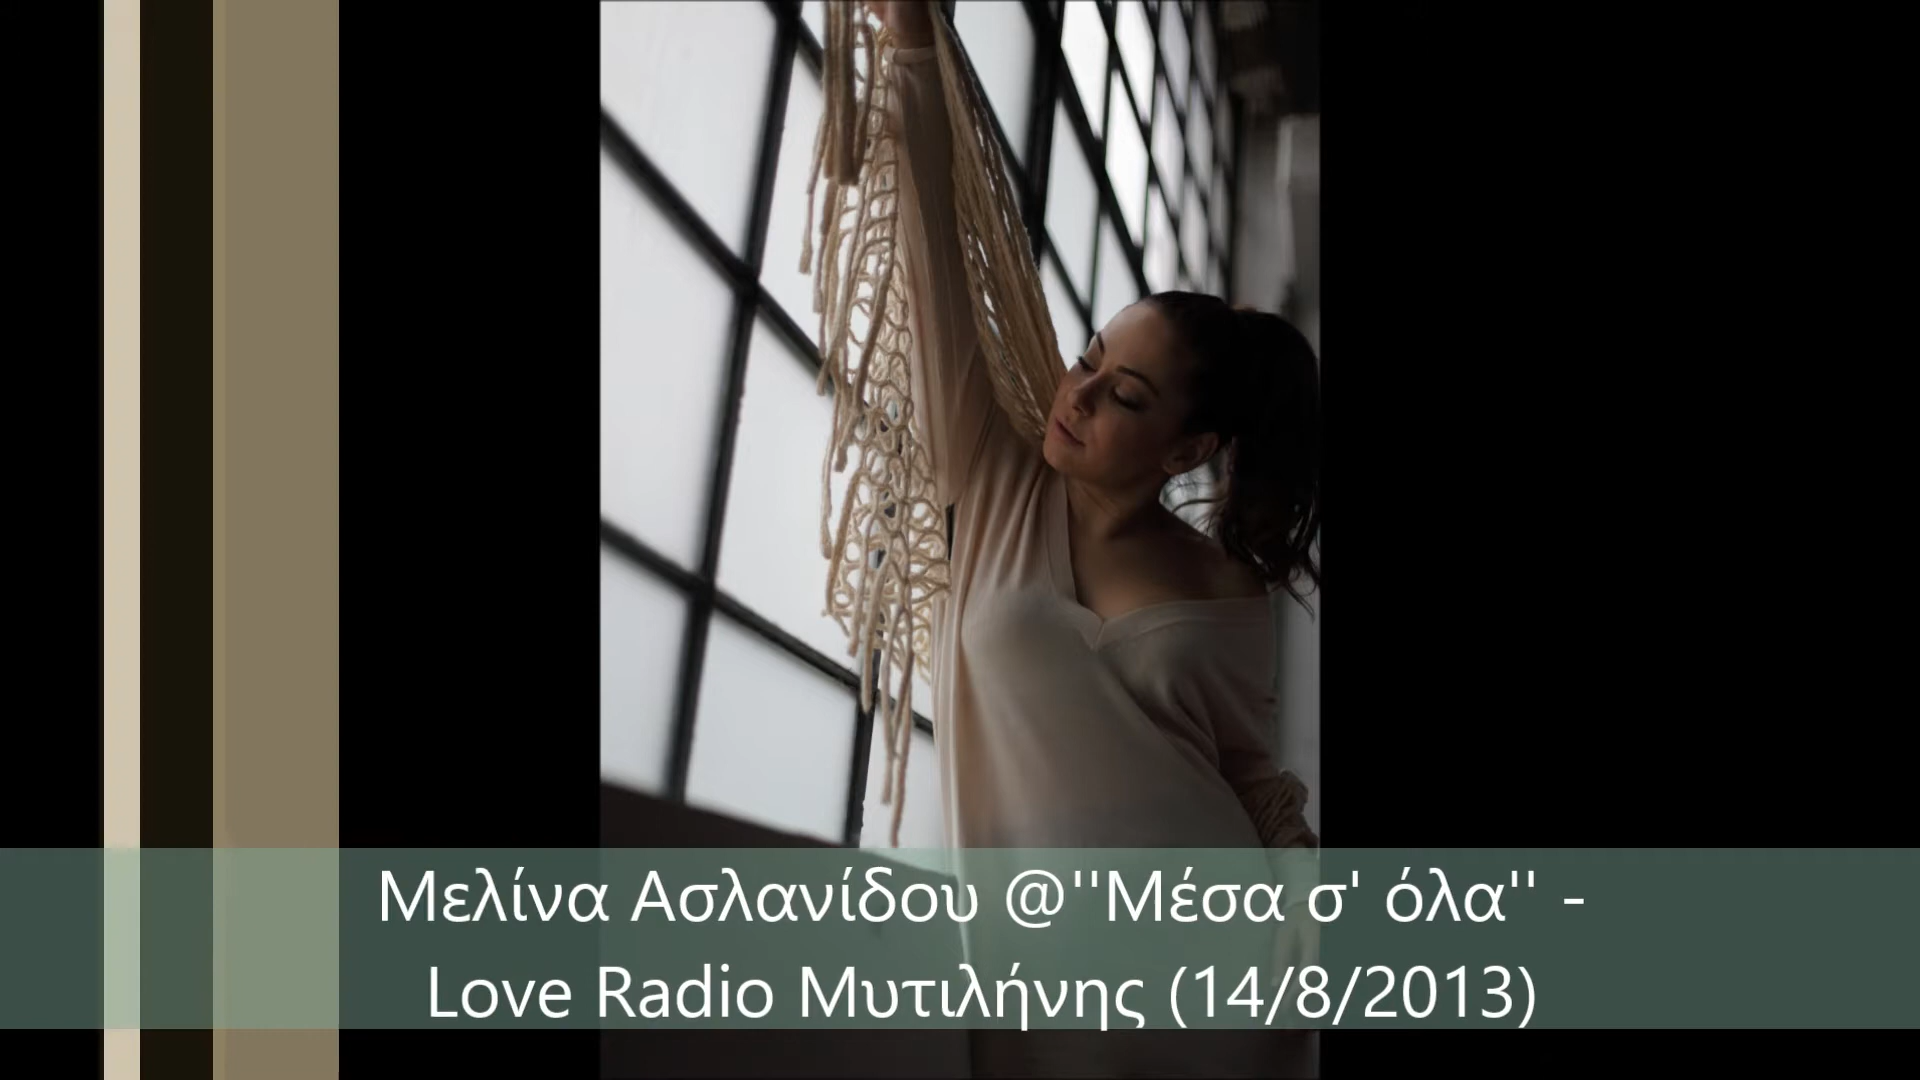 Μελίνα Ασλανίδου @''Μέσα σ' όλα'' -
Love Radio Μυτιλήνης (14/8/2013)